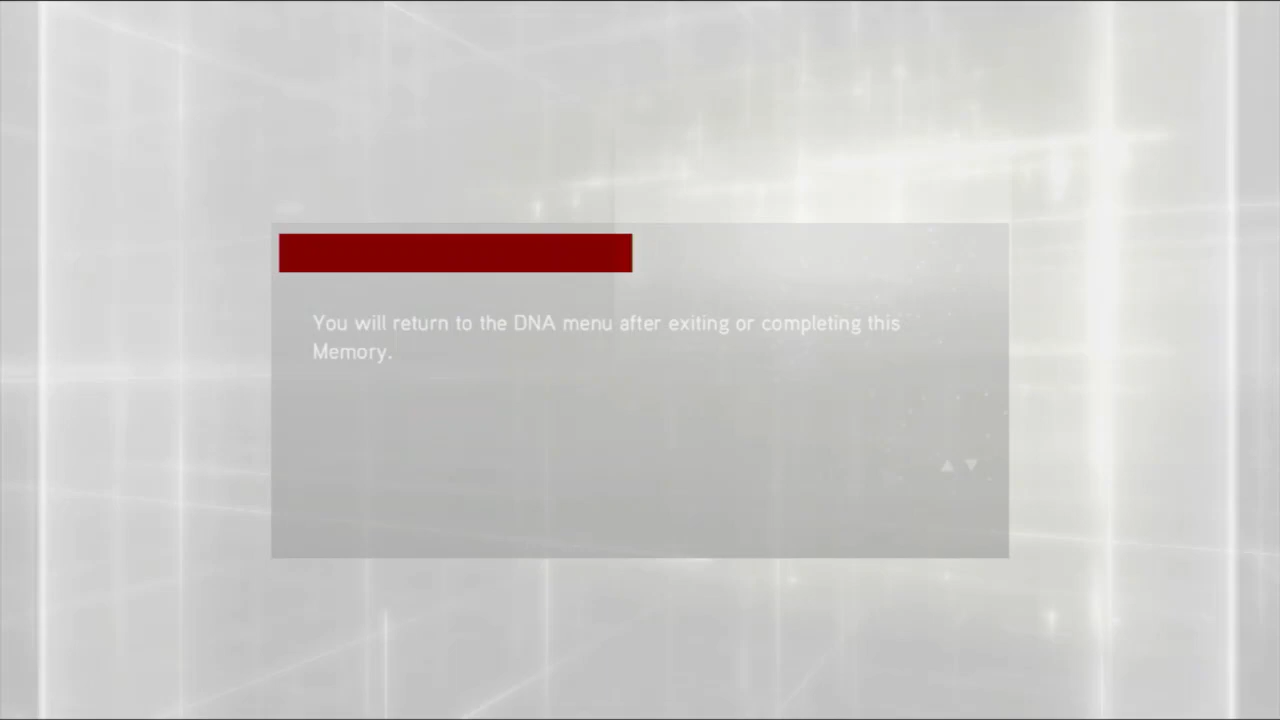 You will return to the DNA menu after exiting or completing this
Memory.